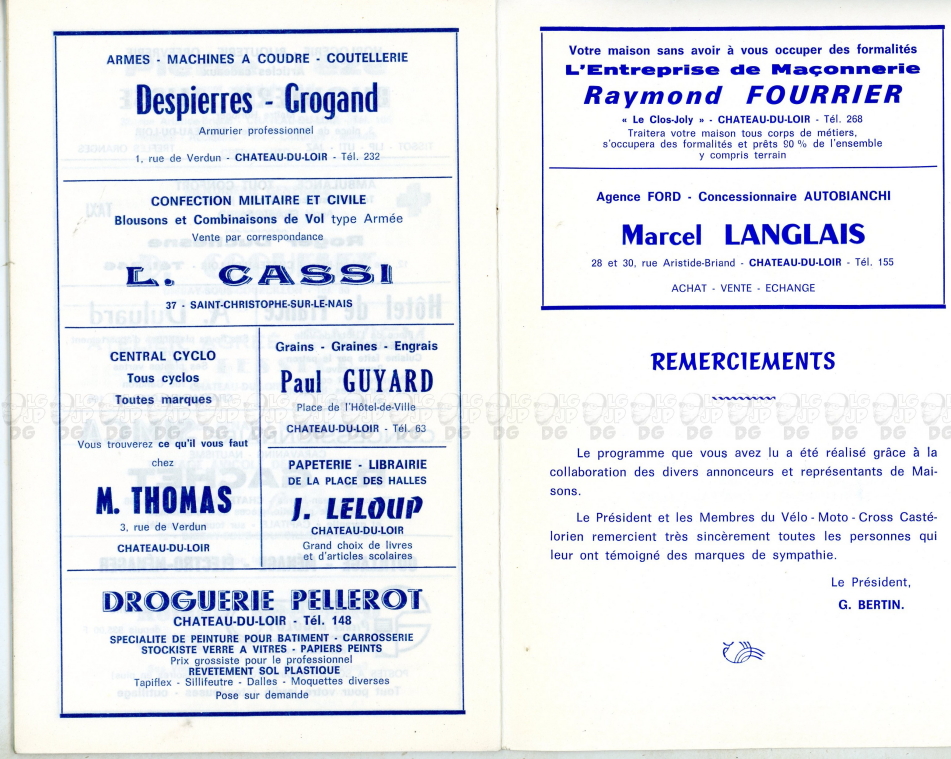 ARMES - MACHINES A COUDRE - COUTELLERIE
Despierres - Grogand
Armurier professionnel
1, rue de Verdun - CHATEAU-DU-LOIR - Tél. 232
CONFECTION MILITAIRE ET CIVILE
Blousons et Combinaisons de Vol type Armée
Vente par correspondance
L. CASSI
37 - SAINT-CHRISTOPHE-SUR-LE-NAIS
CENTRAL CYCLO
Tous cyclos
Toutes marques
Vous trouverez ce qu'il vous faut
chez
M. THOMAS
3, rue de Verdun
CHATEAU-DU-LOIR
Grains - Graines - Engrais
Paul GUYARD
Place de l'Hôtel-de-Ville
CHATEAU-DU-LOIR - Tél. 63
PAPETERIE - LIBRAIRIE
DE LA PLACE DES HALLES
J. LELOUP
CHATEAU-DU-LOIR
Grand choix de livres
et d'articles scolaires
DROGUERIE PELLEROT
CHATEAU-DU-LOIR - Tél. 148
SPECIALITE DE PEINTURE POUR BATIMENT - CARROSSERIE
STOCKISTE VERRE A VITRES - PAPIERS PEINTS
Prix grossiste pour le professionnel
REVETEMENT SOL PLASTIQUE
Tapiflex - Sillifeutre - Dalles - Moquettes diverses
Pose sur demande
Votre maison sans avoir à vous occuper des formalités
L'Entreprise de Maçonnerie
Raymond FOURRIER
« Le Clos-Joly » - CHATEAU-DU-LOIR - Tél. 268
Traitera votre maison tous corps de métiers,
s'occupera des formalités et prêts 90 % de l'ensemble
y compris terrain
Agence FORD - Concessionnaire AUTOBIANCHI
Marcel LANGLAIS
28 et 30, rue Aristide-Briand - CHATEAU-DU-LOIR - Tél. 155
ACHAT - VENTE - ECHANGE
REMERCIEMENTS
Le programme que vous avez lu a été réalisé grâce à la
collaboration des divers annonceurs et représentants de Mai-
sons.
Le Président et les Membres du Vélo - Moto - Cross Casté-
lorien remercient très sincèrement toutes les personnes qui
leur ont témoigné des marques de sympathie.
Le Président,
G. BERTIN.